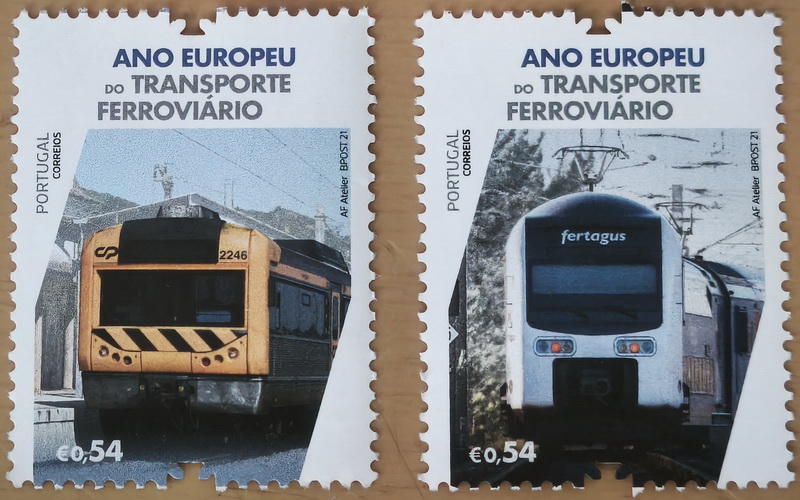 ANO EUROPEU
DO TRANSPORTE
FERROVIÁRIO
PORTUGAL
CORREIOS
AF Atelier BPOST 21
CP
2246
€0,54
ANO EUROPEU
DO TRANSPORTE
FERROVIÁRIO
PORTUGAL
CORREIOS
AF Atelier BPOST 21
fertagus
€0,54